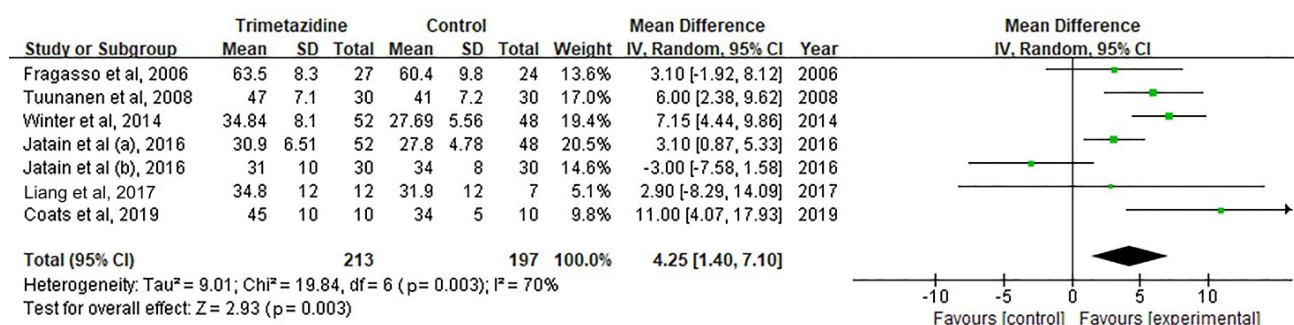 Trimetazidine Control Mean Difference Mean Difference
Study or Subgroup Mean SD Total Mean SD Total Weight IV, Random, 95% CI Year IV, Random, 95% CI
Fragasso et al, 2006 63.5 8.3 27 60.4 9.8 24 13.6% 3.10 [-1.92, 8.12] 2006
Tuunanen et al, 2008 47 7.1 30 41 7.2 30 17.0% 6.00 [2.38, 9.62] 2008
Winter et al, 2014 34.84 8.1 52 27.69 5.56 48 19.4% 7.15 [4.44, 9.86] 2014
Jatain et al (a), 2016 30.9 6.51 52 27.8 4.78 48 20.5% 3.10 [0.87, 5.33] 2016
Jatain et al (b), 2016 31 10 30 34 8 30 14.6% -3.00 [-7.58, 1.58] 2016
Liang et al, 2017 34.8 12 12 31.9 12 7 5.1% 2.90 [-8.29, 14.09] 2017
Coats et al, 2019 45 10 10 34 5 10 9.8% 11.00 [4.07, 17.93] 2019
Total (95% CI) 213 197 100.0% 4.25 [1.40, 7.10]
Heterogeneity: Tau² = 9.01; Chi² = 19.84, df = 6 (p= 0.003); I² = 70%
Test for overall effect: Z = 2.93 (p= 0.003)
-10 -5 0 5 10
Favours [control] Favours [experimental]